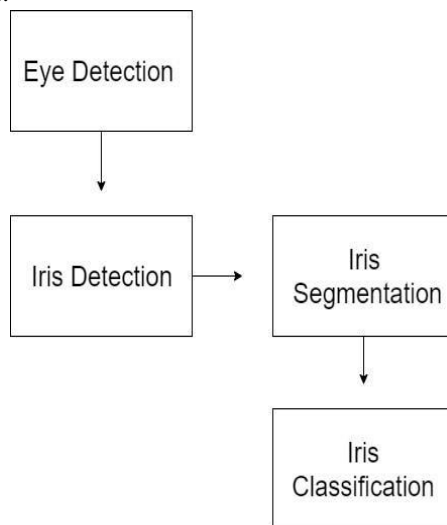 Eye Detection
Iris Detection
Iris
Segmentation
Iris
Classification